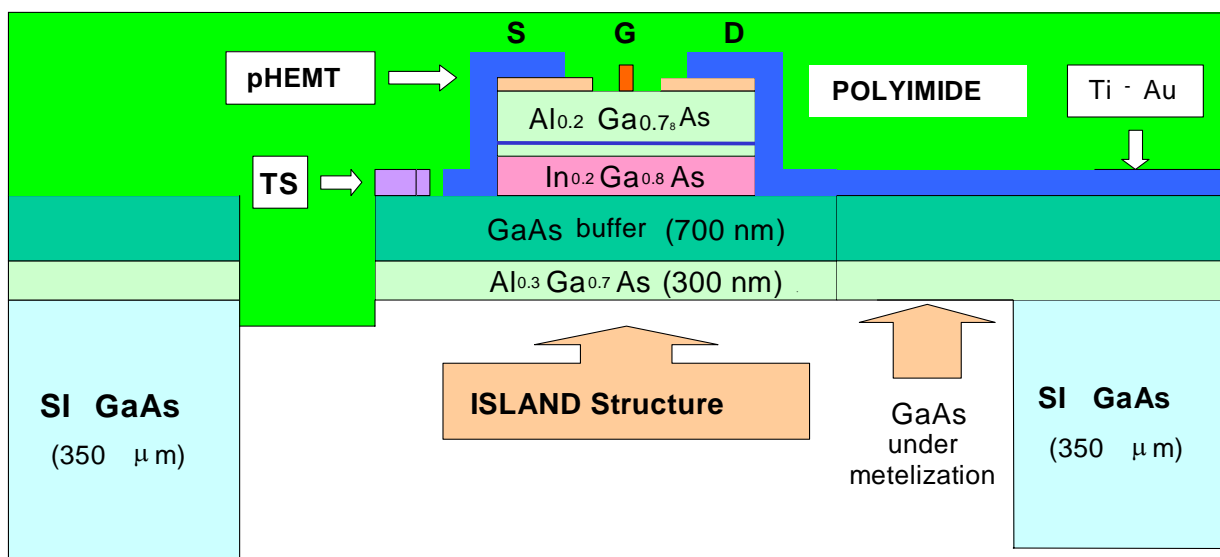 S G D
pHEMT
POLYIMIDE
Ti - Au
Al0.2 Ga0.78 As
TS
In0.2 Ga0.8 As
GaAs buffer (700 nm)
Al0.3 Ga0.7 As (300 nm)
SI GaAs
(350 μm)
ISLAND Structure
GaAs
under
metelization
SI GaAs
(350 μm)